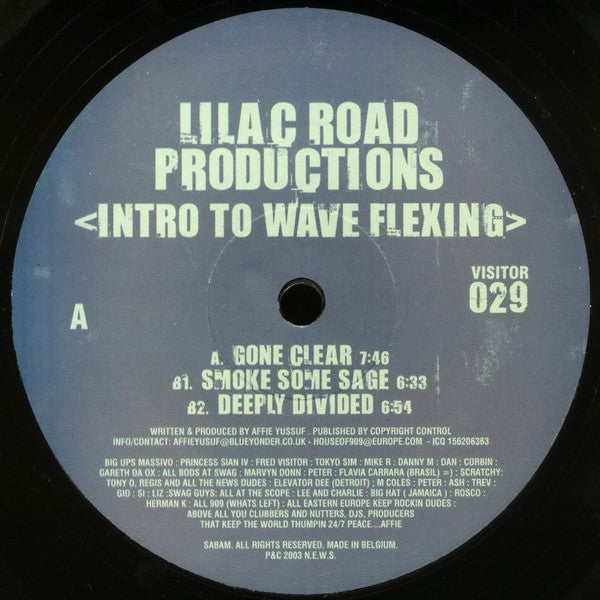 LILAC ROAD
PRODUCTIONS
<INTRO TO WAVE FLEXING>
VISITOR
029
A
A. GONE CLEAR 7:46
B1. SMOKE SOME SAGE 6:33
B2. DEEPLY DIVIDED 6:54
WRITTEN & PRODUCED BY AFFIE YUSSUF . PUBLISHED BY COPYRIGHT CONTROL
INFO/CONTACT: AFFIEYUSUF@BLUEYONDER.CO.UK - HOUSEOF909@EUROPE.COM - ICQ 156206363
BIG UPS MASSIVO : PRINCESS SIAN IV : FRED VISITOR : TOKYO SIM : MIKE R : DANNY M : DAN : CORBIN :
GARETH DA OX : ALL BODS AT SWAG : MARVYN DONN : PETER : FLAVIA CARRARA (BRASIL) =) ; SCRATCHY:
TONY O, REGIS AND ALL THE NEWS DUDES : ELEVATOR DEE (DETROIT) ; M COLES : PETER : ASH : TREV :
GID : SI : LIZ :SWAG GUYS: ALL AT THE SCOPE : LEE AND CHARLIE : BIG HAT ( JAMAICA ) : ROSCO :
HERMAN K : ALL 909 (WHATS LEFT) : ALL EASTERN EUROPE KEEP ROCKIN DUDES :
ABOVE ALL YOU CLUBBERS AND NUTTERS, DJS, PRODUCERS
THAT KEEP THE WORLD THUMPIN 24/7 PEACE....AFFIE
SABAM. ALL RIGHTS RESERVED. MADE IN BELGIUM.
P&C 2003 N.E.W.S.